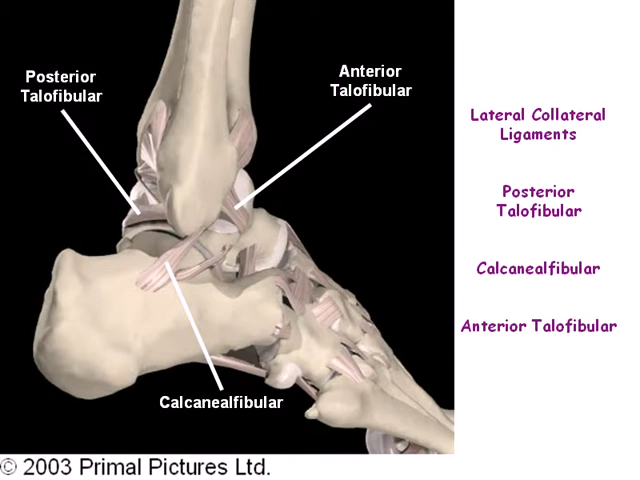 Posterior
Talofibular
Anterior
Talofibular
Calcanealfibular
Lateral Collateral
Ligaments
Posterior
Talofibular
Calcanealfibular
Anterior Talofibular
© 2003 Primal Pictures Ltd.